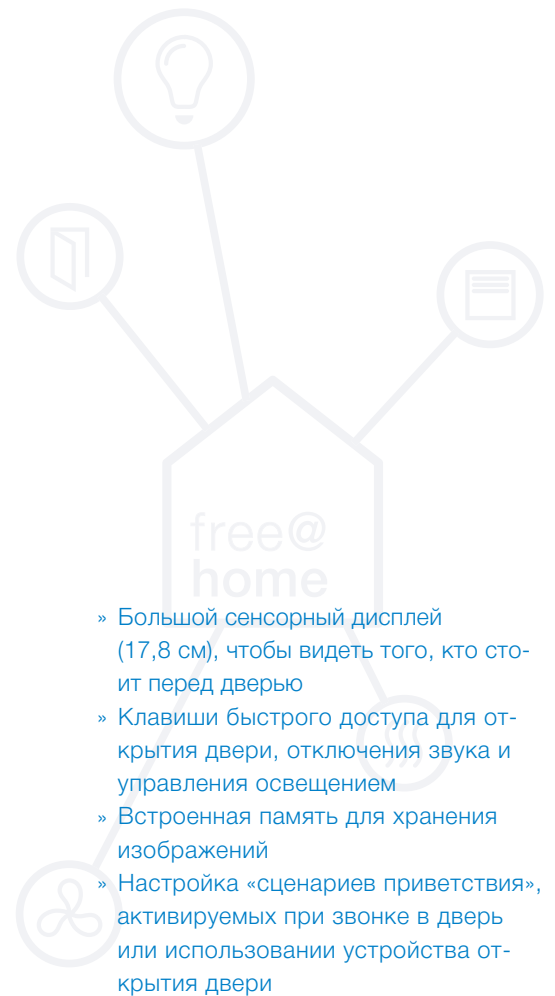 free@
home
» Большой сенсорный дисплей
(17,8 см), чтобы видеть того, кто сто-
ит перед дверью
» Клавиши быстрого доступа для от-
крытия двери, отключения звука и
управления освещением
» Встроенная память для хранения
изображений
» Настройка «сценариев приветствия»,
активируемых при звонке в дверь
или использовании устройства от-
крытия двери